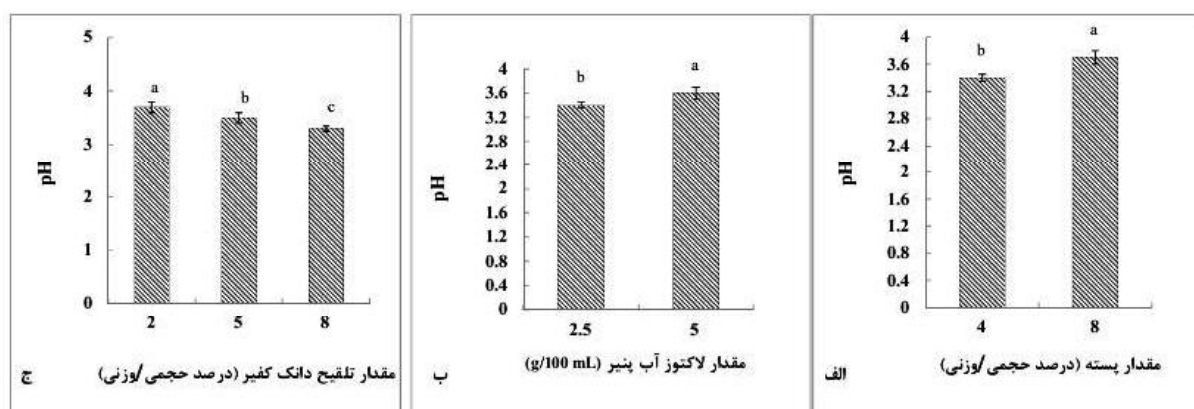 4
3.6
3.2
2.8
2.4
2
1.6
1.2
0.8
0.4
0
pH
b
a
4
8
مقدار پسته (درصد حجمی/وزنی)
الف
4
3.6
3.2
2.8
2.4
2
1.6
1.2
0.8
0.4
0
pH
b
a
2.5
5
مقدار لاکتوز آب پنیر (g/100 mL)
ب
5
4
3
2
1
0
pH
a
b
c
2
5
8
مقدار تلقیح دانک کفیر (درصد حجمی/وزنی)
ج